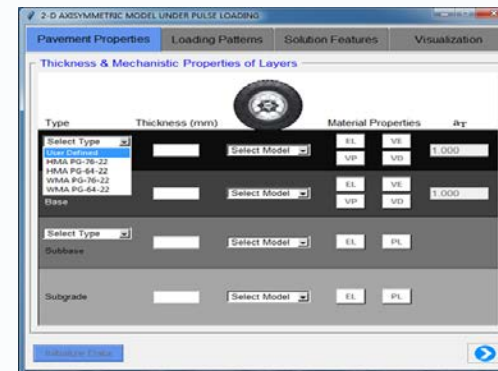 2-D AXISYMMETRIC MODEL UNDER PULSE LOADING
Pavement Properties Loading Patterns Solution Features Visualization
Thickness & Mechanistic Properties of Layers
Type Thickness (mm) Material Properties aT
Select Type Select Model EL VE 1.000
User Defined
HMA PG-76-22 VP VD
HMA PG-64-22
WMA PG-76-22
WMA PG-64-22 Select Model EL VE 1.000
Base VP VD
Select Type Select Model EL PL
Subbase
Subgrade Select Model EL PL
Initialize Data